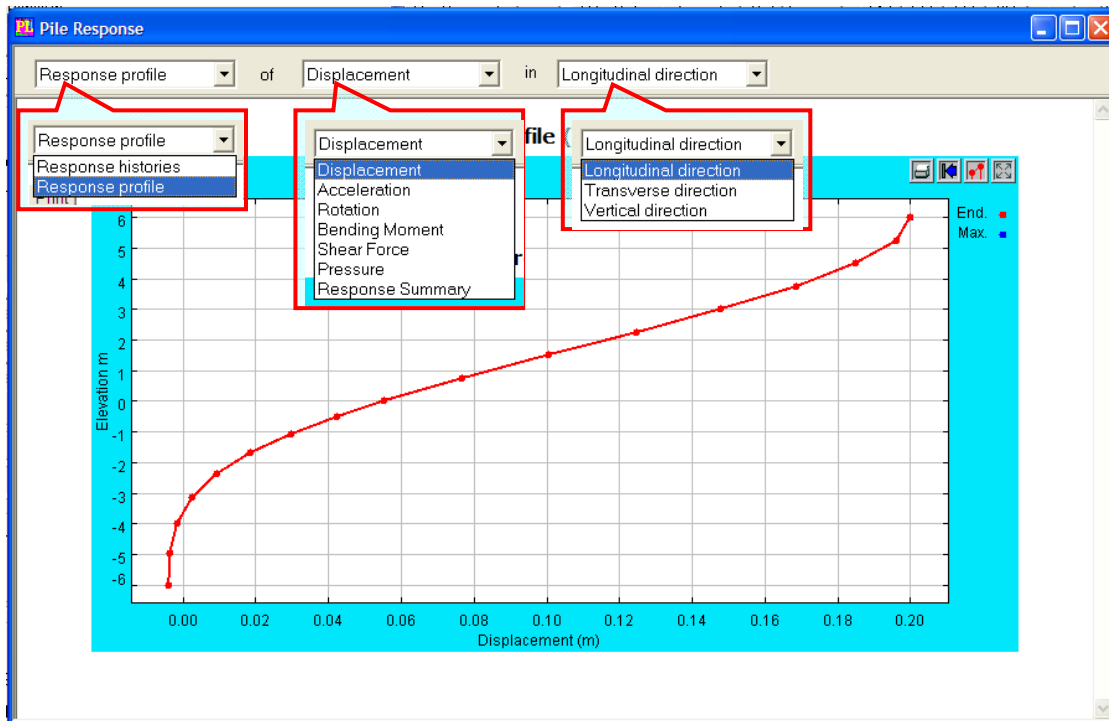 Pile Response
Response profile of Displacement in Longitudinal direction
file (
Response profile
Response histories
Response profile
Print
Displacement
Displacement
Acceleration
Rotation
Bending Moment
Shear Force
Pressure
Response Summary
r
Longitudinal direction
Longitudinal direction
Transverse direction
Vertical direction
End.
Max.
Elevation m
6
5
4
3
2
1
0
-1
-2
-3
-4
-5
-6
0.00 0.02 0.04 0.06 0.08 0.10 0.12 0.14 0.16 0.18 0.20
Displacement (m)